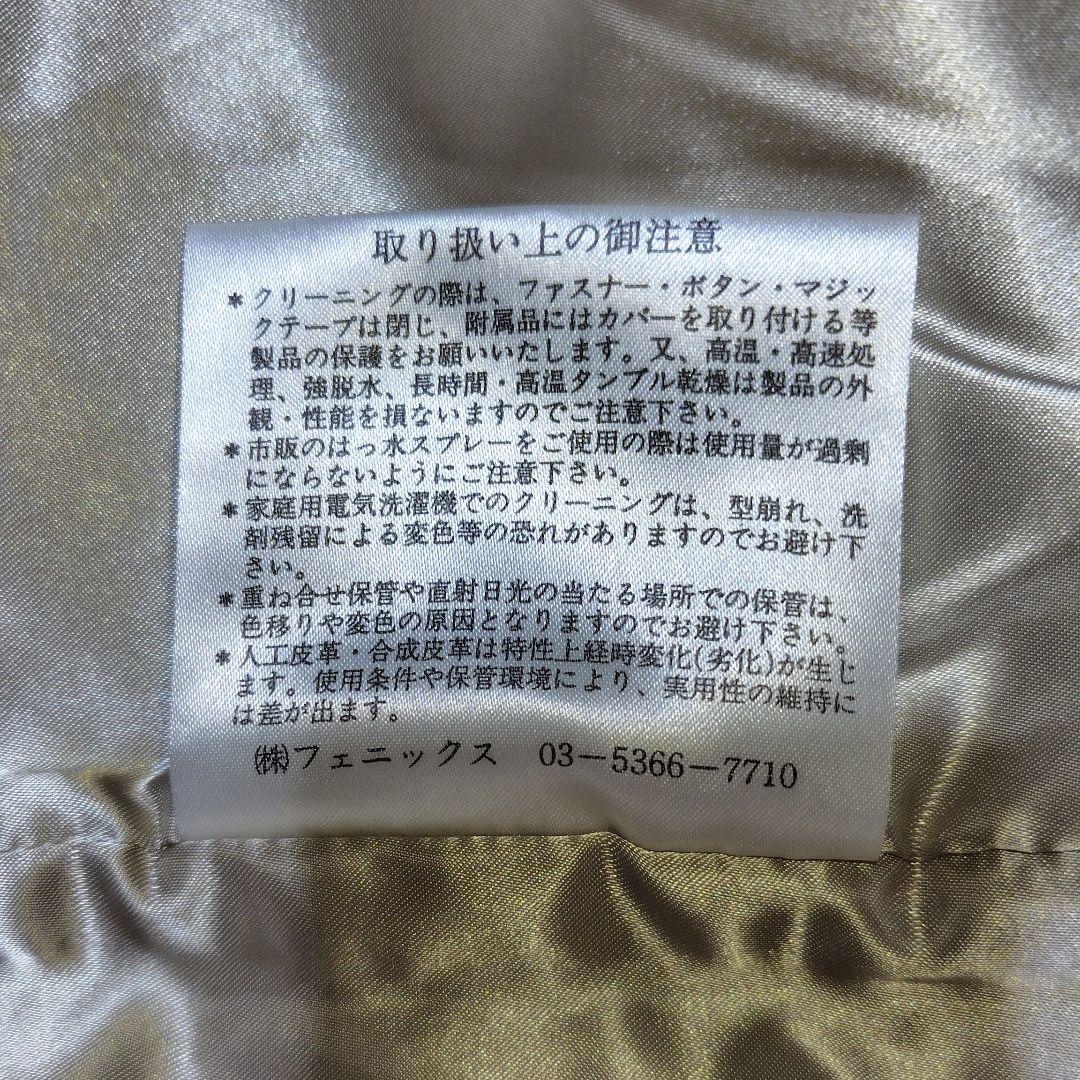 取り扱い上の御注意
*クリーニングの際は、ファスナー・ボタン・マジッ
クテープは閉じ、附属品にはカバーを取り付ける等
製品の保護をお願いいたします。又、高温・高速処
理、強脱水、長時間・高温タンブル乾燥は製品の外
観・性能を損ないますのでご注意下さい。
*市販のはっ水スプレーをご使用の際は使用量が過剰
にならないようにご注意下さい。
*家庭用電気洗濯機でのクリーニングは、型崩れ、洗
剤残留による変色等の恐れがありますのでお避け下
さい。
*重ね合せ保管や直射日光の当たる場所での保管は、
色移りや変色の原因となりますのでお避け下さい。
*人工皮革・合成皮革は特性上経時変化(劣化)が生じ
ます。使用条件や保管環境により、実用性の維持に
は差が出ます。
㈱フェニックス 03-5366-7710